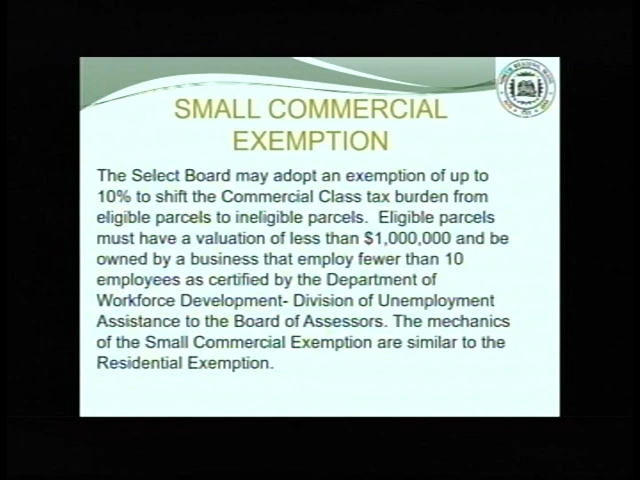 SMALL COMMERCIAL
EXEMPTION
The Select Board may adopt an exemption of up to
10% to shift the Commercial Class tax burden from
eligible parcels to ineligible parcels.  Eligible parcels
must have a valuation of less than $1,000,000 and be
owned by a business that employ fewer than 10
employees as certified by the Department of
Workforce Development- Division of Unemployment
Assistance to the Board of Assessors. The mechanics
of the Small Commercial Exemption are similar to the
Residential Exemption.